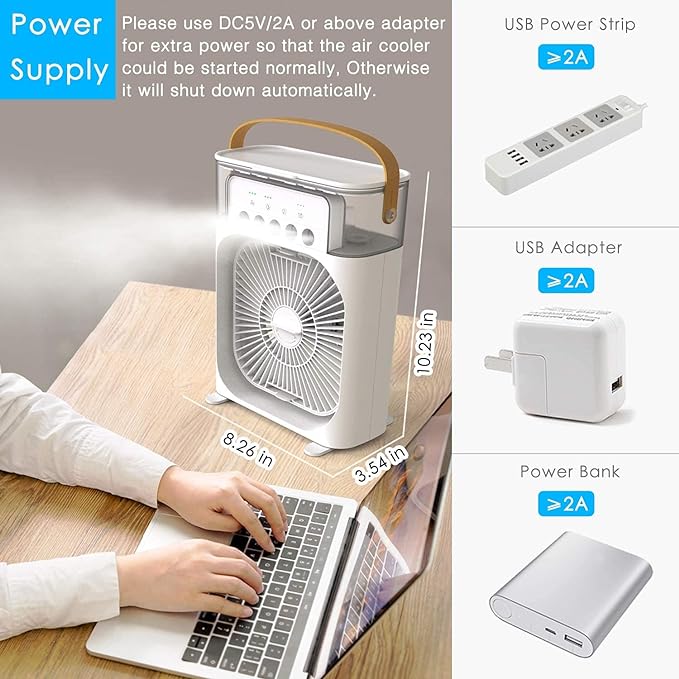 Power
Supply
Please use DC5V/2A or above adapter
for extra power so that the air cooler
could be started normally, Otherwise
it will shut down automatically.
10.23 in
8.26 in
3.54 in
USB Power Strip
⩾2A
USB Adapter
⩾2A
Power Bank
⩾2A